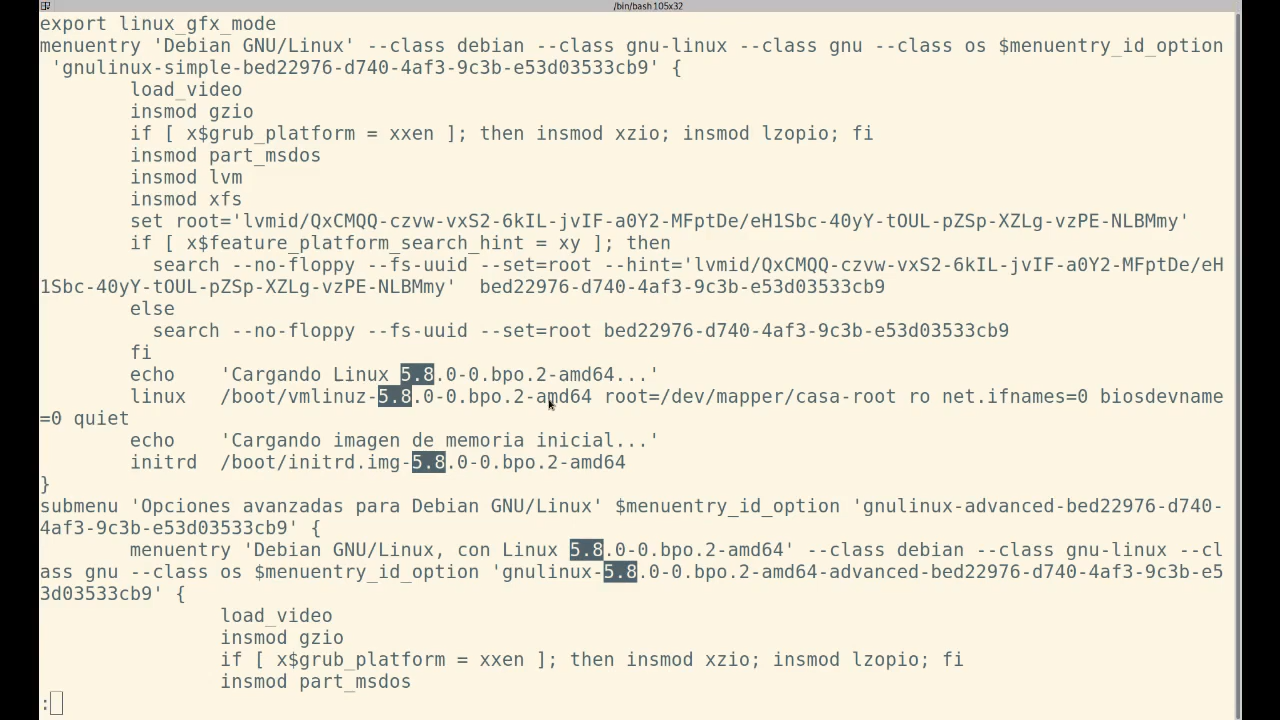 /bin/bash 105x32
export linux_gfx_mode
menuentry 'Debian GNU/Linux' --class debian --class gnu-linux --class gnu --class os $menuentry_id_option
 'gnulinux-simple-bed22976-d740-4af3-9c3b-e53d03533cb9' {
        load_video
        insmod gzio
        if [ x$grub_platform = xxen ]; then insmod xzio; insmod lzopio; fi
        insmod part_msdos
        insmod lvm
        insmod xfs
        set root='lvmid/QxCMQQ-czvw-vxS2-6kIL-jvIF-a0Y2-MFptDe/eH1Sbc-40yY-tOUL-pZSp-XZLg-vzPE-NLBMmy'
        if [ x$feature_platform_search_hint = xy ]; then
          search --no-floppy --fs-uuid --set=root --hint='lvmid/QxCMQQ-czvw-vxS2-6kIL-jvIF-a0Y2-MFptDe/eH
1Sbc-40yY-tOUL-pZSp-XZLg-vzPE-NLBMmy'  bed22976-d740-4af3-9c3b-e53d03533cb9
        else
          search --no-floppy --fs-uuid --set=root bed22976-d740-4af3-9c3b-e53d03533cb9
        fi
        echo    'Cargando Linux 5.8.0-0.bpo.2-amd64...'
        linux   /boot/vmlinuz-5.8.0-0.bpo.2-amd64 root=/dev/mapper/casa-root ro net.ifnames=0 biosdevname
=0 quiet
        echo    'Cargando imagen de memoria inicial...'
        initrd  /boot/initrd.img-5.8.0-0.bpo.2-amd64
}
submenu 'Opciones avanzadas para Debian GNU/Linux' $menuentry_id_option 'gnulinux-advanced-bed22976-d740-
4af3-9c3b-e53d03533cb9' {
        menuentry 'Debian GNU/Linux, con Linux 5.8.0-0.bpo.2-amd64' --class debian --class gnu-linux --cl
ass gnu --class os $menuentry_id_option 'gnulinux-5.8.0-0.bpo.2-amd64-advanced-bed22976-d740-4af3-9c3b-e5
3d03533cb9' {
                load_video
                insmod gzio
                if [ x$grub_platform = xxen ]; then insmod xzio; insmod lzopio; fi
                insmod part_msdos
: